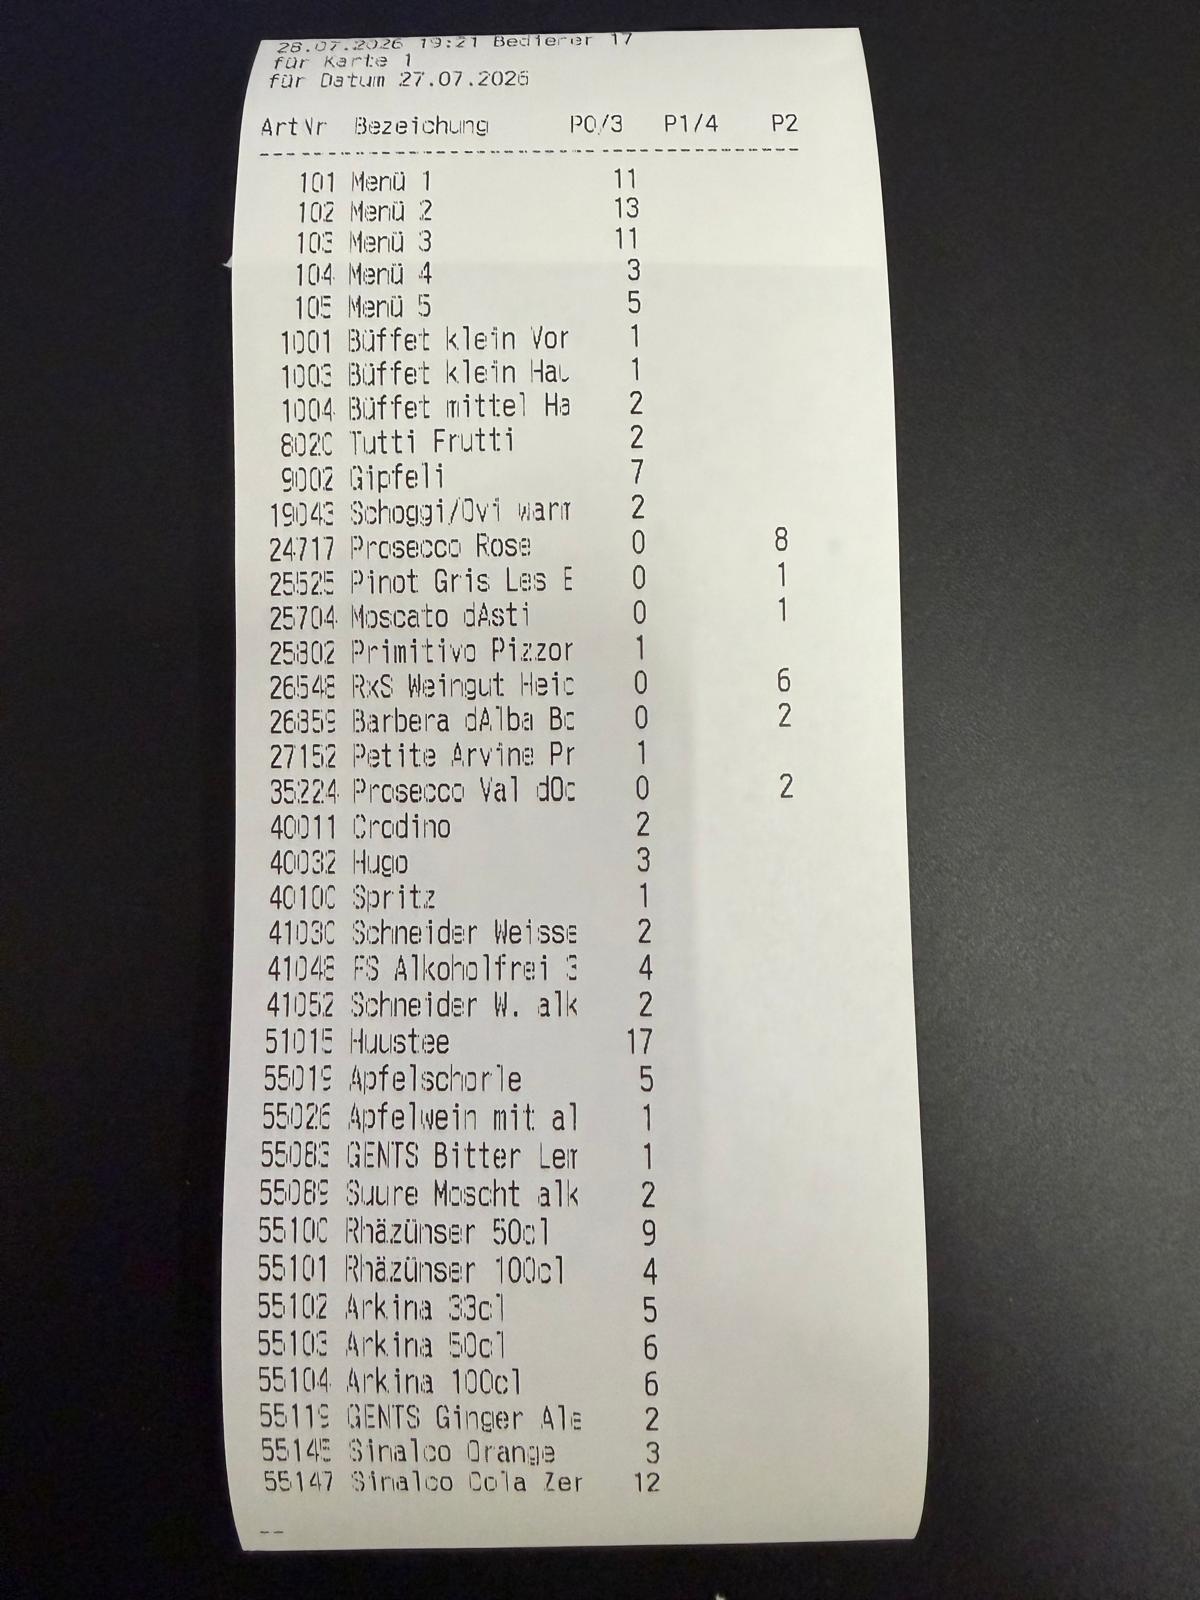 28.07.2026 19:21 Bediener 17
für Karte 1
für Datum 27.07.2026
ArtNr Bezeichung P0/3 P1/4 P2
--------------------------------------
101 Menü 1 11
102 Menü 2 13
103 Menü 3 11
104 Menü 4 3
105 Menü 5 5
1001 Büffet klein Vor 1
1003 Büffet klein Hau 1
1004 Büffet mittel Ha 2
8020 Tutti Frutti 2
9002 Gipfeli 7
19043 Schoggi/Ovi warm 2
24717 Prosecco Rose 0 8
25525 Pinot Gris Les E 0 1
25704 Moscato dAsti 0 1
25802 Primitivo Pizzor 1
26548 RxS Weingut Heic 0 6
26859 Barbera dAlba Bo 0 2
27152 Petite Arvine Pr 1
35224 Prosecco Val dOc 0 2
40011 Crodino 2
40032 Hugo 3
40100 Spritz 1
41030 Schneider Weisse 2
41048 FS Alkoholfrei 3 4
41052 Schneider W. alk 2
51015 Huustee 17
55019 Apfelschorle 5
55026 Apfelwein mit al 1
55083 GENTS Bitter Lem 1
55089 Suure Moscht alk 2
55100 Rhäzünser 50cl 9
55101 Rhäzünser 100cl 4
55102 Arkina 33cl 5
55103 Arkina 50cl 6
55104 Arkina 100cl 6
55119 GENTS Ginger Ale 2
55145 Sinalco Orange 3
55147 Sinalco Cola Zer 12
--